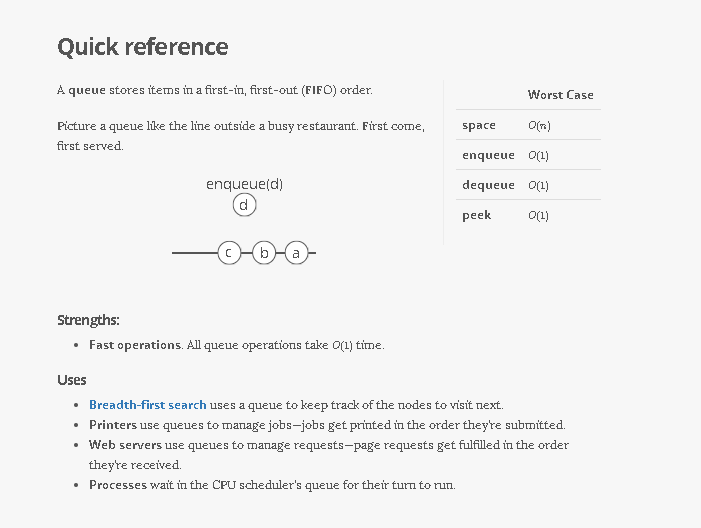 Quick reference
A queue stores items in a first-in, first-out (FIFO) order.
Picture a queue like the line outside a busy restaurant. First come,
first served.
enqueue(d)
d
c b a
Worst Case
space O(n)
enqueue O(1)
dequeue O(1)
peek O(1)
Strengths:
• Fast operations. All queue operations take O(1) time.
Uses
• Breadth-first search uses a queue to keep track of the nodes to visit next.
• Printers use queues to manage jobs—jobs get printed in the order they're submitted.
• Web servers use queues to manage requests—page requests get fulfilled in the order
they're received.
• Processes wait in the CPU scheduler's queue for their turn to run.